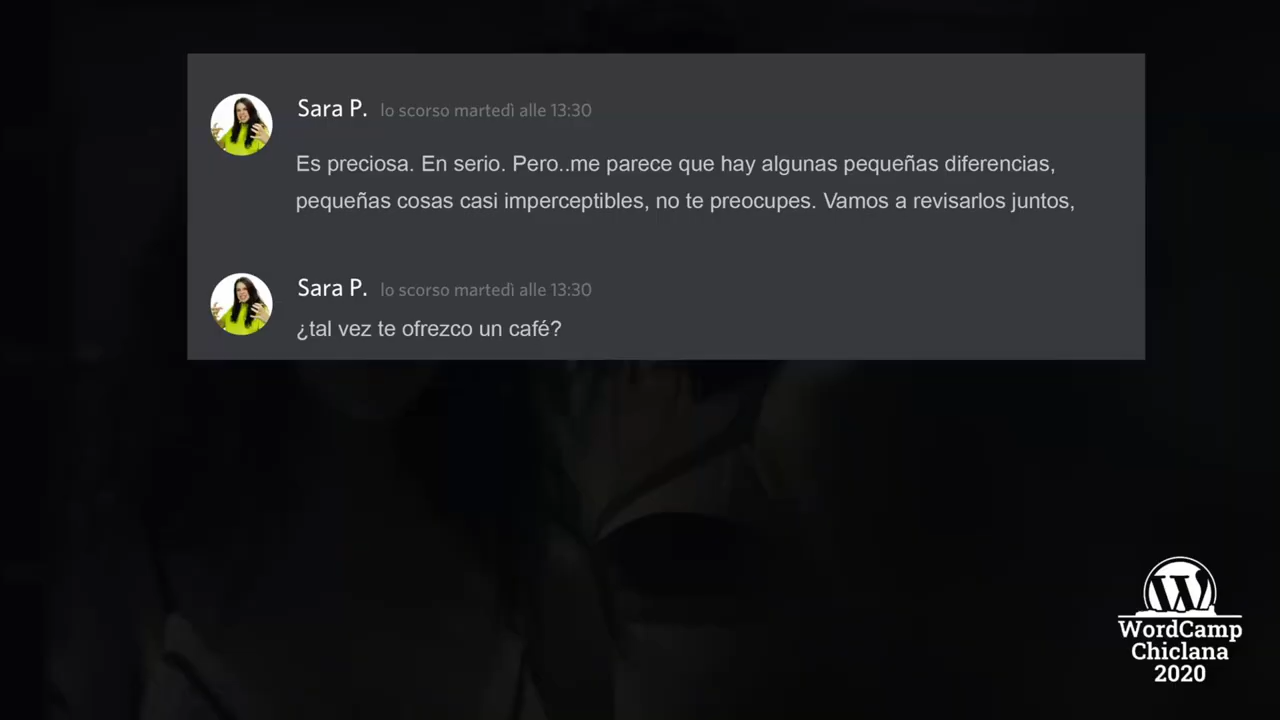 Sara P. lo scorso martedì alle 13:30
Es preciosa. En serio. Pero..me parece que hay algunas pequeñas diferencias,
pequeñas cosas casi imperceptibles, no te preocupes. Vamos a revisarlos juntos,
Sara P. lo scorso martedì alle 13:30
¿tal vez te ofrezco un café?
WordCamp
Chiclana
2020